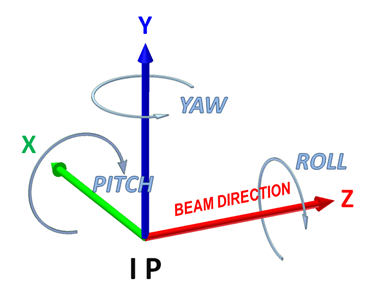 Y
YAW
X
PITCH
ROLL
BEAM DIRECTION
Z
I P